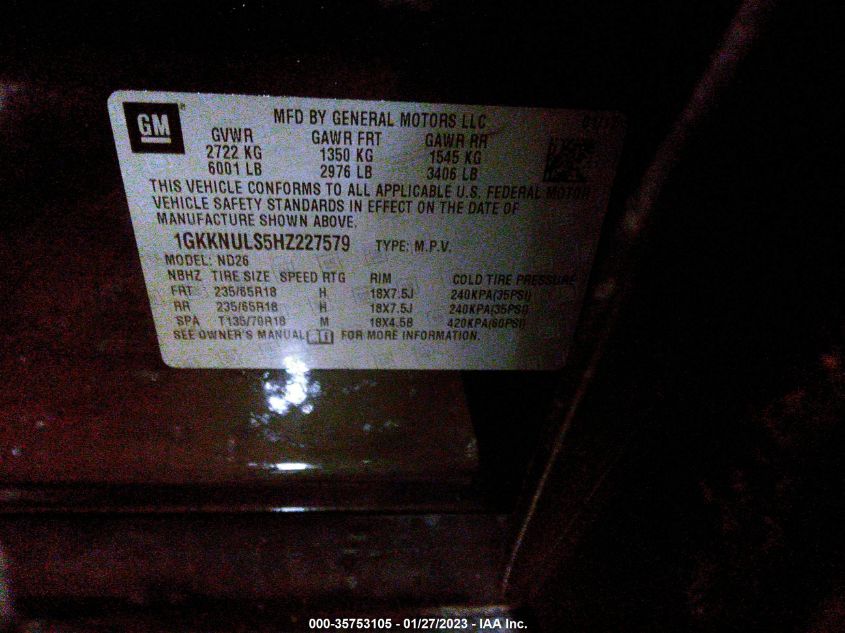 GM
MFD BY GENERAL MOTORS LLC
GVWR GAWR FRT GAWR RR
2722 KG 1350 KG 1545 KG
6001 LB 2976 LB 3406 LB
THIS VEHICLE CONFORMS TO ALL APPLICABLE U.S. FEDERAL MOTOR
VEHICLE SAFETY STANDARDS IN EFFECT ON THE DATE OF
MANUFACTURE SHOWN ABOVE.
1GKKNULS5HZ227579 TYPE: M.P.V.
MODEL: ND26
NBHZ TIRE SIZE SPEED RTG RIM COLD TIRE PRESSURE
FRT 235/65R18 H 18X7.5J 240KPA(35PSI)
RR 235/65R18 H 18X7.5J 240KPA(35PSI)
SPA T135/70R18 M 18X4.5B 420KPA(60PSI)
SEE OWNER'S MANUAL FOR MORE INFORMATION.
000-35753105 - 01/27/2023 - IAA Inc.